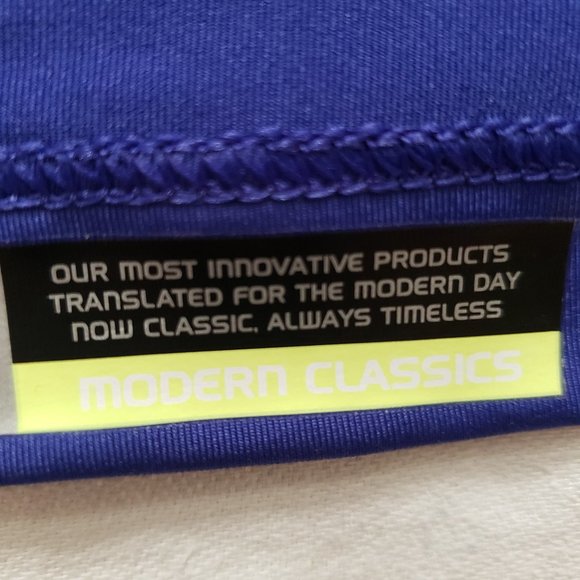 OUR MOST INNOVATIVE PRODUCTS
TRANSLATED FOR THE MODERN DAY
NOW CLASSIC. ALWAYS TIMELESS
MODERN CLASSICS